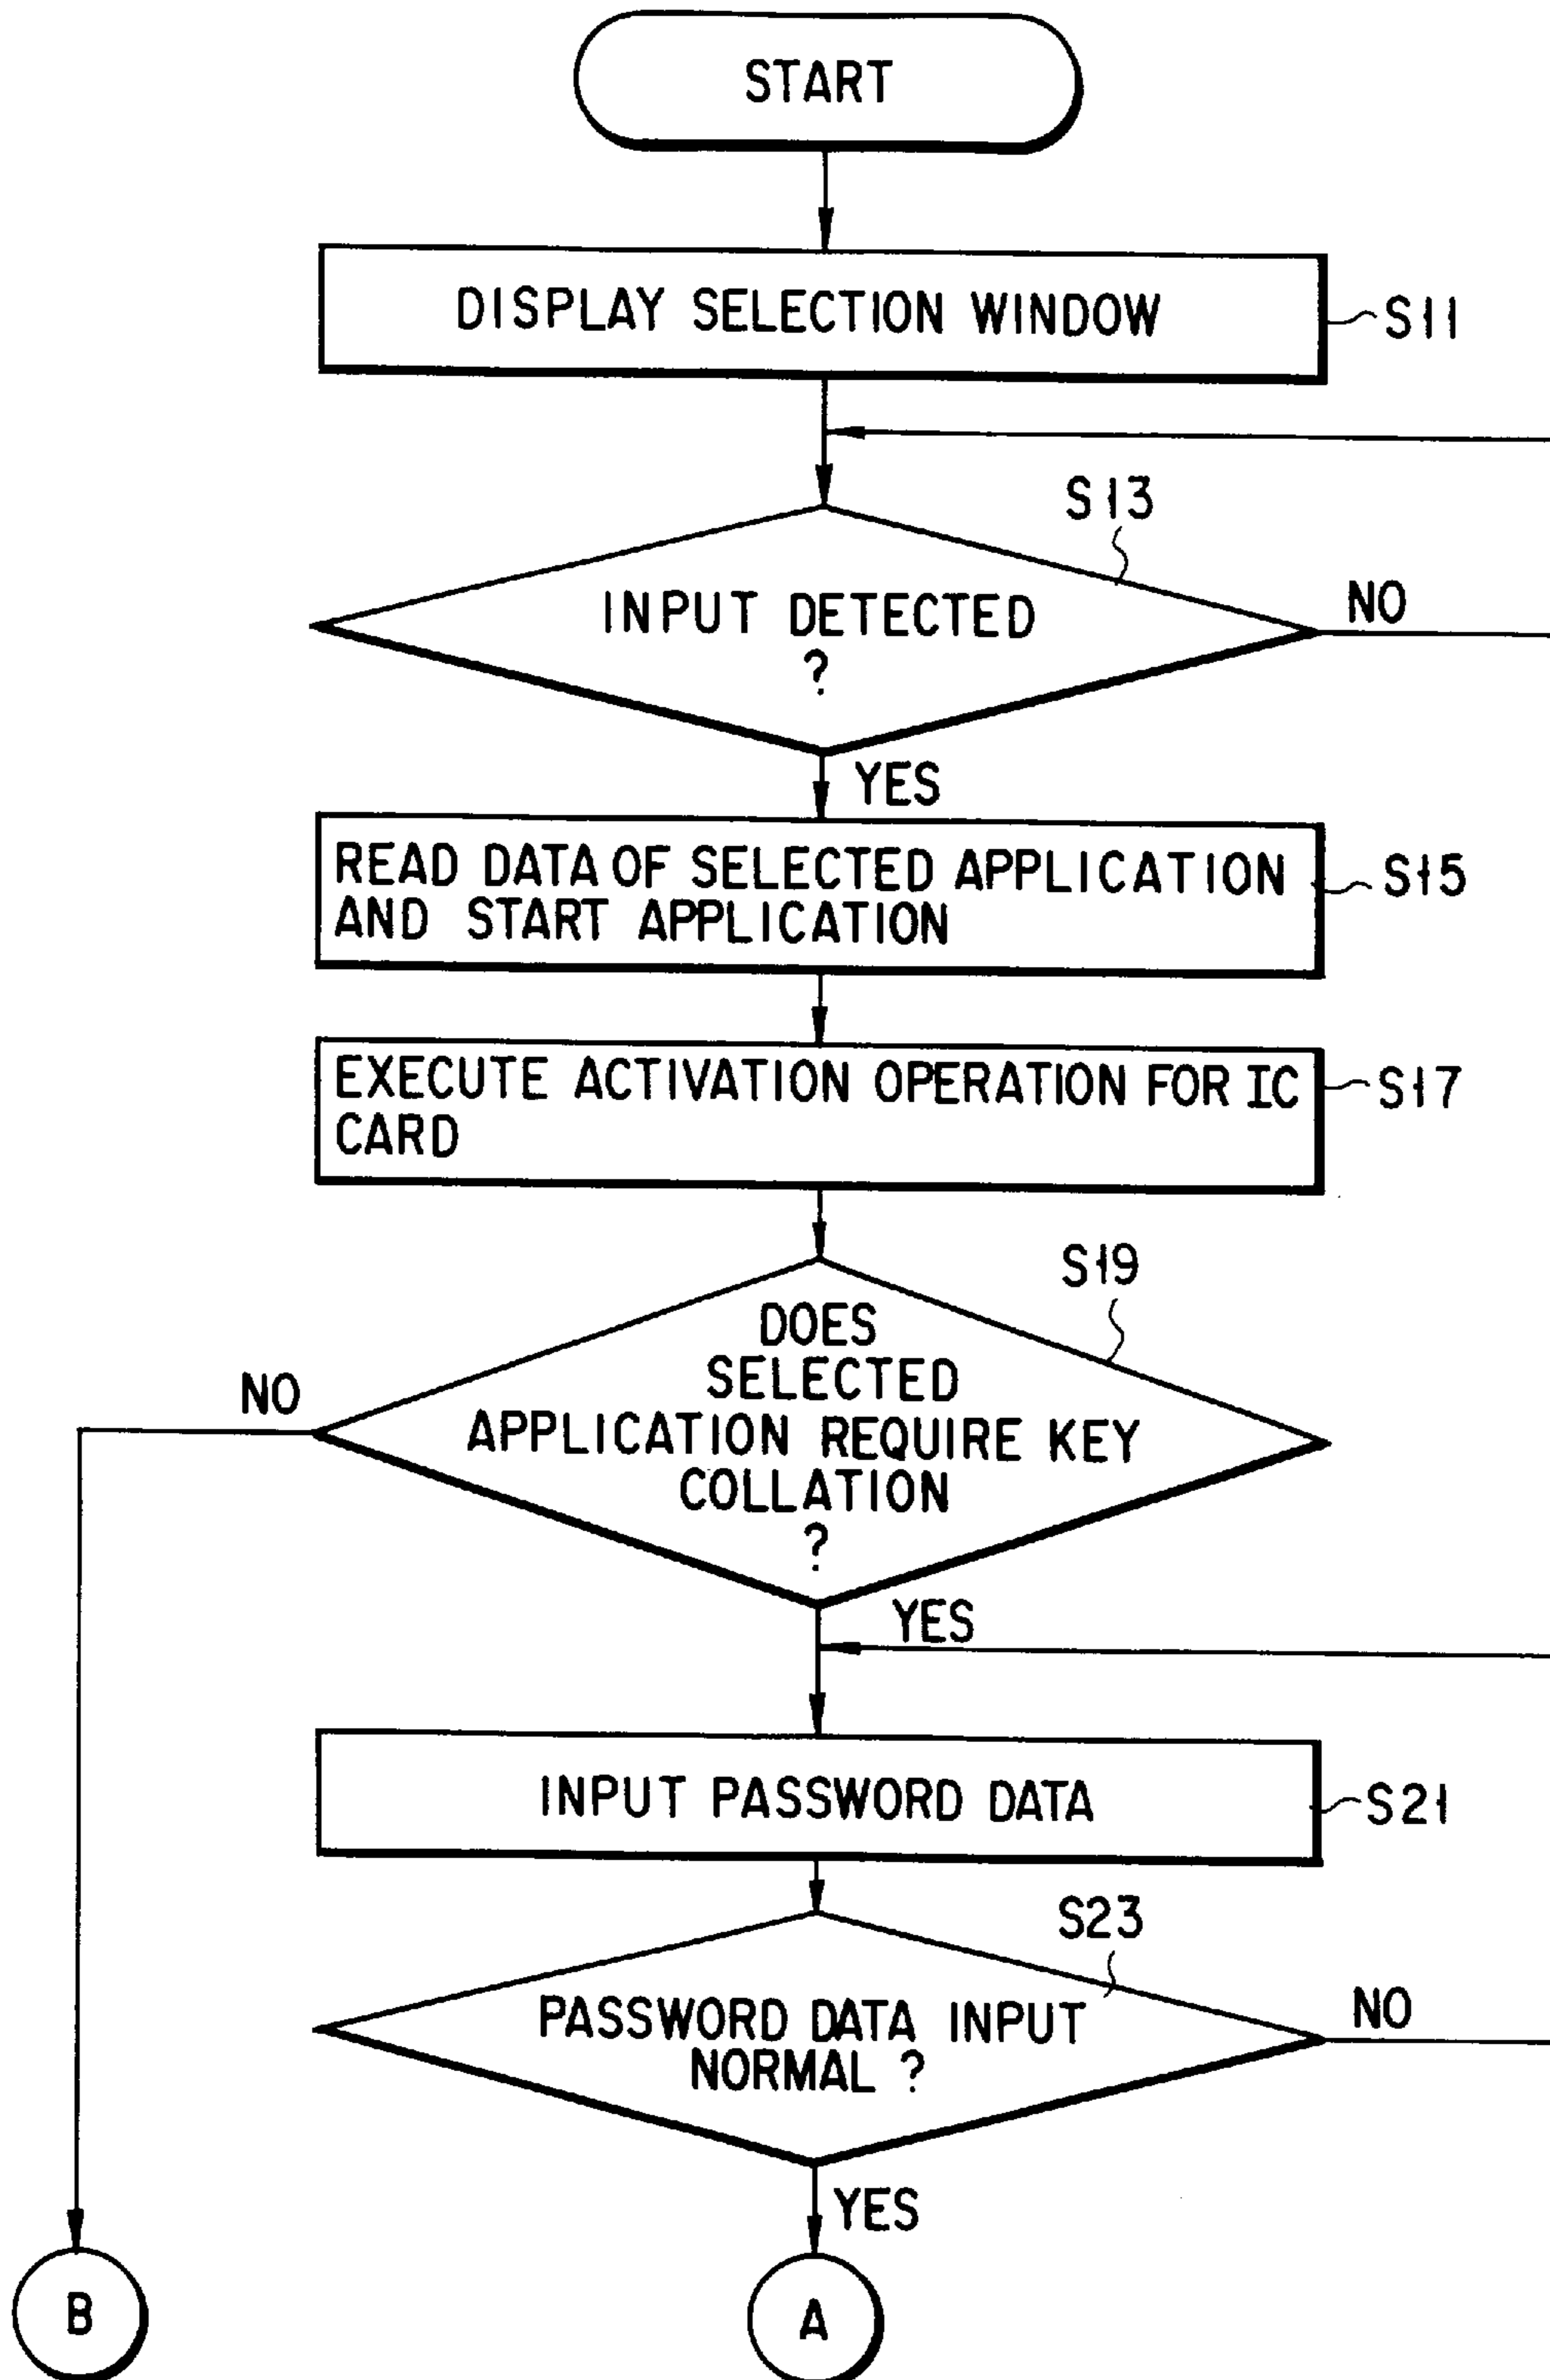 START
DISPLAY SELECTION WINDOW
S11
S13
INPUT DETECTED
?
NO
YES
READ DATA OF SELECTED APPLICATION
AND START APPLICATION
S15
EXECUTE ACTIVATION OPERATION FOR IC
CARD
S17
S19
DOES
SELECTED
APPLICATION REQUIRE KEY
COLLATION
?
NO
YES
INPUT PASSWORD DATA
S21
S23
PASSWORD DATA INPUT
NORMAL ?
NO
YES
B
A